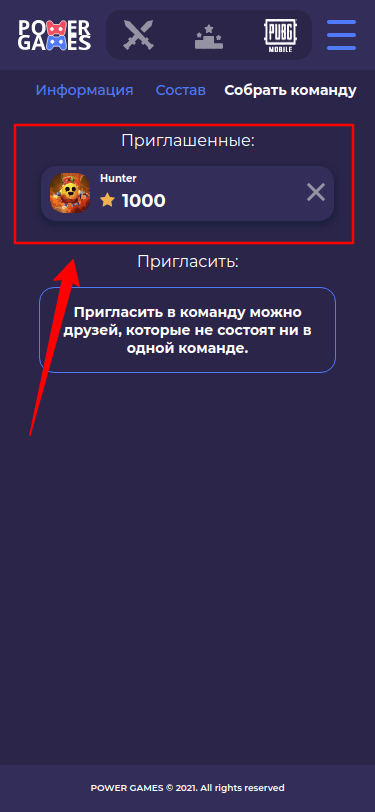 POWER
GAMES
PUBG
MOBILE
Информация Состав Собрать команду
Приглашенные:
Hunter
1000
Пригласить:
Пригласить в команду можно
друзей, которые не состоят ни в
одной команде.
POWER GAMES © 2021. All rights reserved